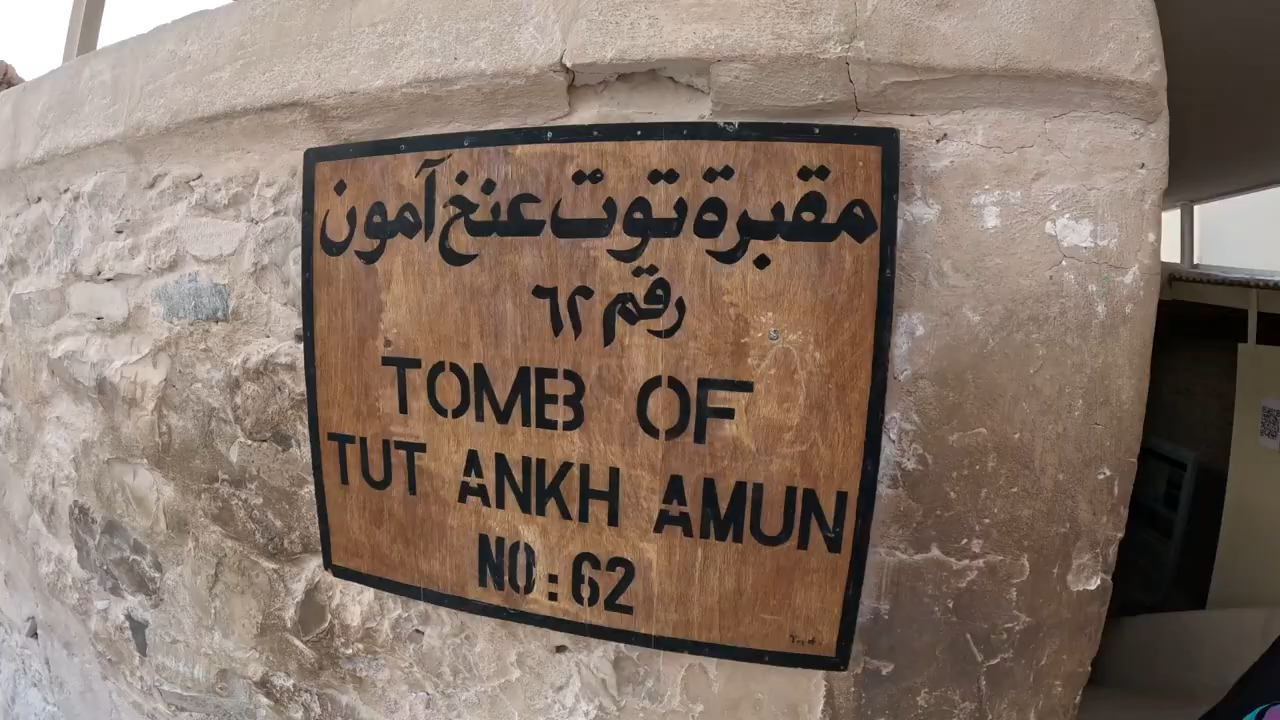 مقبرة توت عنخ آمون
رقم ٦٢
TOMB OF
TUT ANKH AMUN
NO: 62